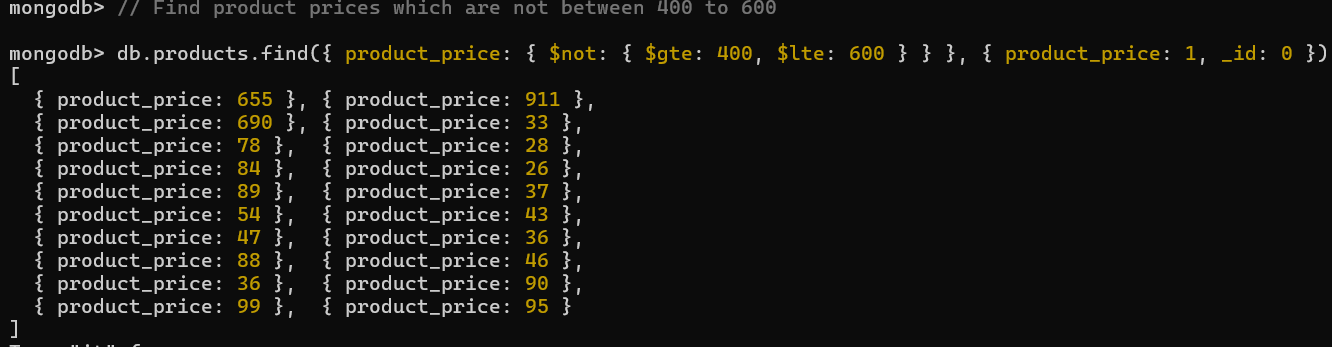 mongodb> // Find product prices which are not between 400 to 600
mongodb> db.products.find({ product_price: { $not: { $gte: 400, $lte: 600 } } }, { product_price: 1, _id: 0 })
[
{ product_price: 655 }, { product_price: 911 },
{ product_price: 690 }, { product_price: 33 },
{ product_price: 78 }, { product_price: 28 },
{ product_price: 84 }, { product_price: 26 },
{ product_price: 89 }, { product_price: 37 },
{ product_price: 54 }, { product_price: 43 },
{ product_price: 47 }, { product_price: 36 },
{ product_price: 88 }, { product_price: 46 },
{ product_price: 36 }, { product_price: 90 },
{ product_price: 99 }, { product_price: 95 }
]